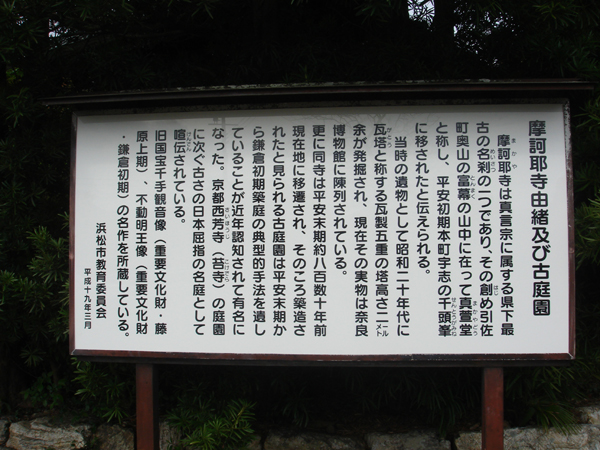 摩訶耶寺由緒及び古庭園
摩訶耶寺は真言宗に属する県下最
古の名刹の一つであり、その創め引佐
町奥山の富幕の山中に在って真萱堂
と称し、平安初期本町宇志の千頭峯
に移されたと伝えられる。
当時の遺物として昭和二十年代に
瓦塔と称する瓦製五重の塔高さ二メートル
余が発掘され、現在その実物は奈良
博物館に陳列されている。
更に同寺は平安末期約八百数十年前
現在地に移遷され、そのころ築造さ
れたと見られる古庭園は平安末期か
ら鎌倉初期築庭の典型的手法を遺し
ていることが近年認知されて有名に
なった。京都西芳寺（苔寺）の庭園
に次ぐ古さの日本屈指の名庭として
喧伝されている。
旧国宝千手観音像（重要文化財・藤
原上期）、不動明王像（重要文化財
・鎌倉初期）の名作を所蔵している。
浜松市教育委員会
平成十九年三月